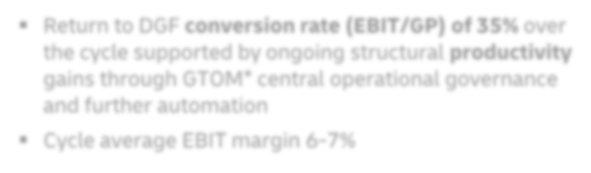 ▪ Return to DGF conversion rate (EBIT/GP) of 35% over
the cycle supported by ongoing structural productivity
gains through GTOM* central operational governance
and further automation
▪ Cycle average EBIT margin 6-7%